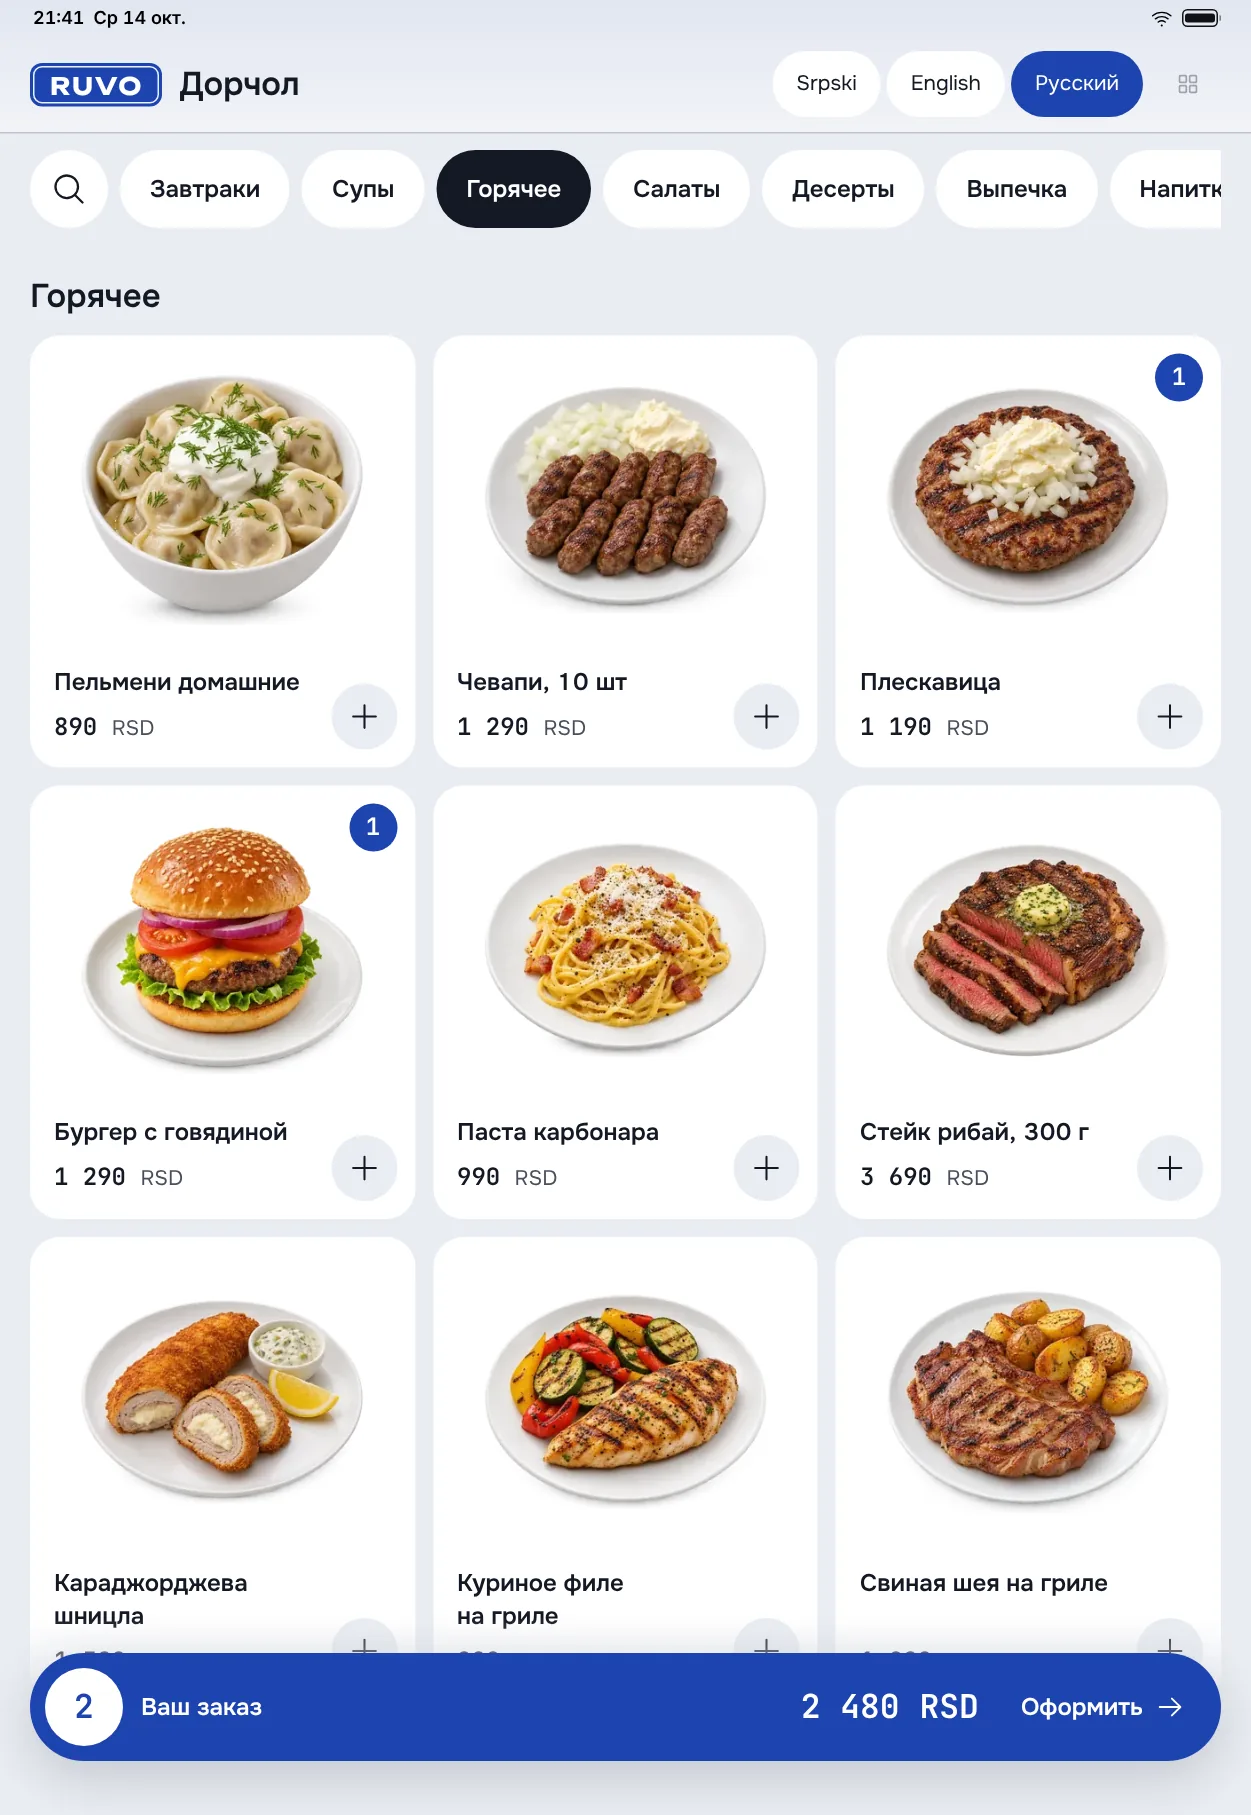 21:41 Ср 14 окт.
RUVO Дорчол
Srpski English Русский
Завтраки Супы Горячее Салаты Десерты Выпечка
Горячее
1
Пельмени домашние
890 RSD
Чевапи, 10 шт
1 290 RSD
Плескавица
1 190 RSD
1
Бургер с говядиной
1 290 RSD
Паста карбонара
990 RSD
Стейк рибай, 300 г
3 690 RSD
Караджорджева
шницла
Куриное филе
на гриле
Свиная шея на гриле
2 Ваш заказ 2 480 RSD Оформить